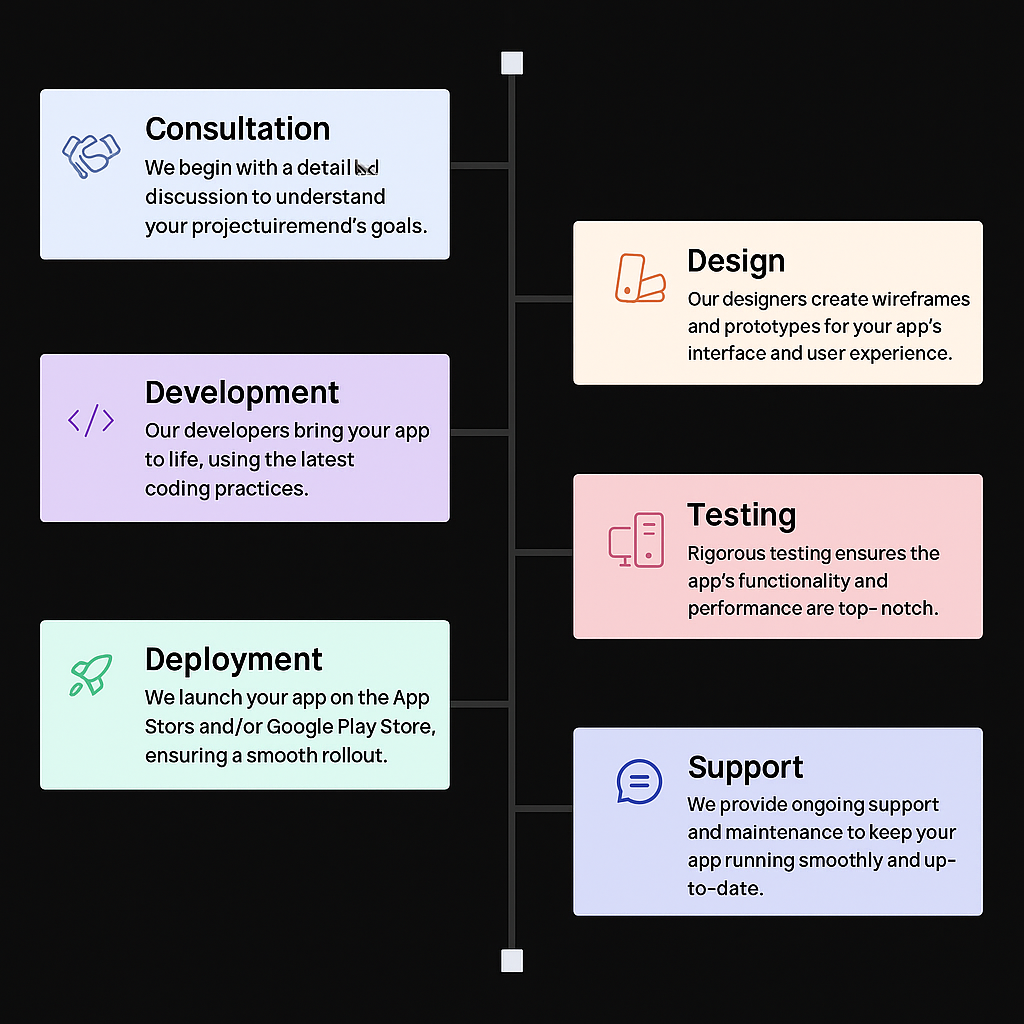 Consultation
We begin with a detail
discussion to understand
your projectuiremend's goals.
Design
Our designers create wireframes
and prototypes for your app's
interface and user experience.
Development
Our developers bring your app
to life, using the latest
coding practices.
Testing
Rigorous testing ensures the
app's functionality and
performance are top- notch.
Deployment
We launch your app on the App
Stors and/or Google Play Store,
ensuring a smooth rollout.
Support
We provide ongoing support
and maintenance to keep your
app running smoothly and up-
to-date.